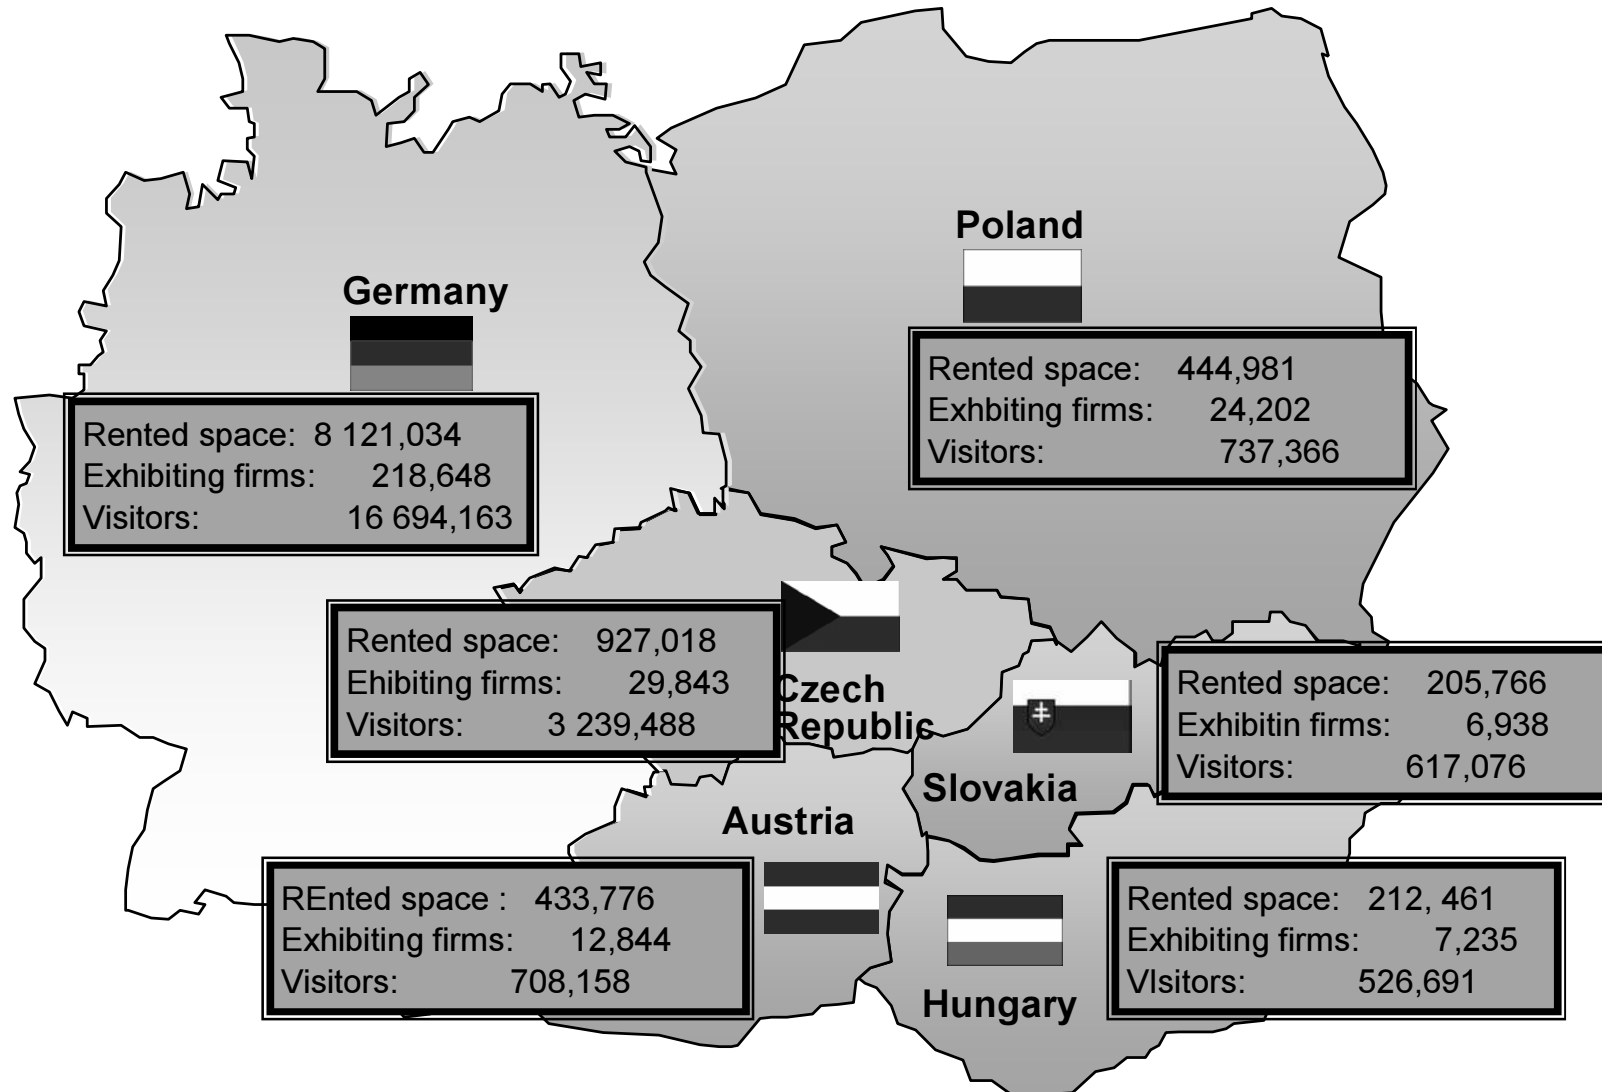 Poland
Germany
Rented space: 444,981
Exhbiting firms: 24,202
Visitors: 737,366
Rented space: 8 121,034
Exhibiting firms: 218,648
Visitors: 16 694,163
Rented space: 927,018
Ehibiting firms: 29,843
Visitors: 3 239,488
Czech
Republic
Rented space: 205,766
Exhibitin firms: 6,938
Visitors: 617,076
Slovakia
Austria
REnted space : 433,776
Exhibiting firms: 12,844
Visitors: 708,158
Rented space: 212, 461
Exhibiting firms: 7,235
VIsitors: 526,691
Hungary